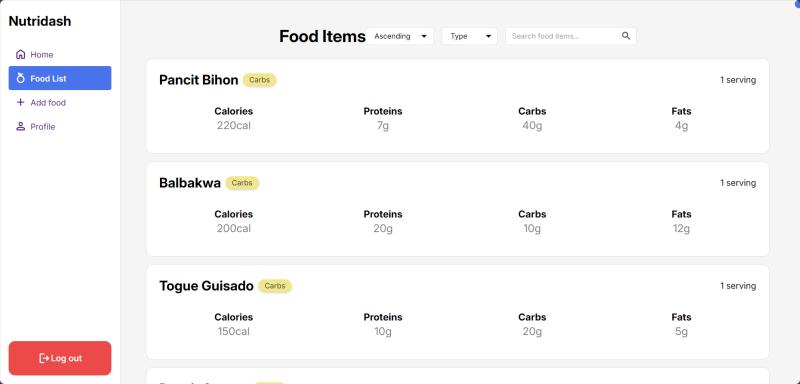 Nutridash
Home
Food List
Add food
Profile
Log out
Food Items Ascending Type Search food items...
Pancit Bihon Carbs 1 serving
Calories Proteins Carbs Fats
220cal 7g 40g 4g
Balbakwa Carbs 1 serving
Calories Proteins Carbs Fats
200cal 20g 10g 12g
Togue Guisado Carbs 1 serving
Calories Proteins Carbs Fats
150cal 10g 20g 5g